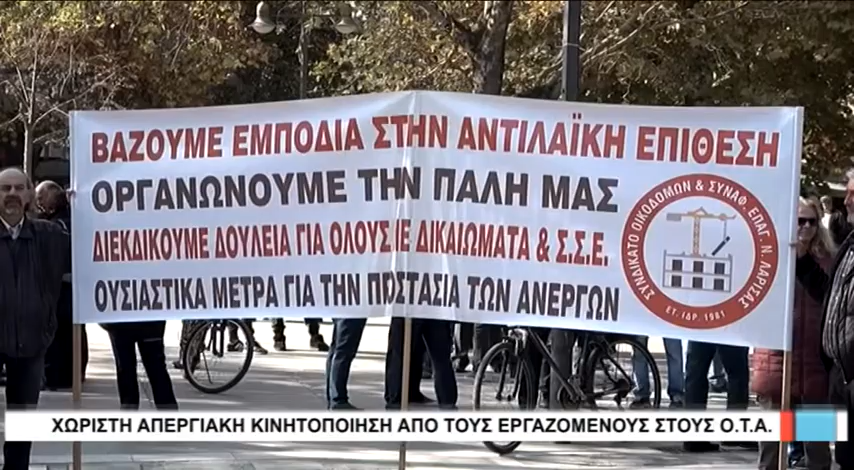 ΒΑΖΟΥΜΕ ΕΜΠΟΔΙΑ ΣΤΗΝ ΑΝΤΙΛΑΪΚΗ ΕΠΙΘΕΣΗ
ΟΡΓΑΝΩΝΟΥΜΕ ΤΗΝ ΠΑΛΗ ΜΑΣ
ΔΙΕΚΔΙΚΟΥΜΕ ΔΟΥΛΕΙΑ ΓΙΑ ΟΛΟΥΣ ΔΙΚΑΙΩΜΑΤΑ & Σ.Σ.Ε.
ΟΥΣΙΑΣΤΙΚΑ ΜΕΤΡΑ ΓΙΑ ΤΗΝ ΠΡΟΣΤΑΣΙΑ ΤΩΝ ΑΝΕΡΓΩΝ
ΣΥΝΔΙΚΑΤΟ ΟΙΚΟΔΟΜΩΝ & ΣΥΝΑΦ. ΕΠΑΓ. Ν. ΛΑΡΙΣΑΣ
ΕΤ. ΙΔΡ. 1981
ΧΩΡΙΣΤΗ ΑΠΕΡΓΙΑΚΗ ΚΙΝΗΤΟΠΟΙΗΣΗ ΑΠΟ ΤΟΥΣ ΕΡΓΑΖΟΜΕΝΟΥΣ ΣΤΟΥΣ Ο.Τ.Α.